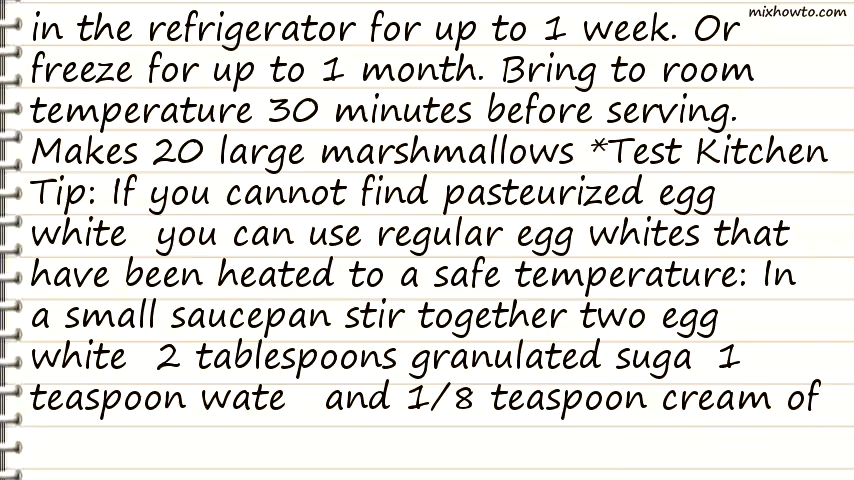 mixhowto.com
in the refrigerator for up to 1 week. Or
freeze for up to 1 month. Bring to room
temperature 30 minutes before serving.
Makes 20 large marshmallows *Test Kitchen
Tip: If you cannot find pasteurized egg
white  you can use regular egg whites that
have been heated to a safe temperature: In
a small saucepan stir together two egg
white  2 tablespoons granulated suga  1
teaspoon wate   and 1/8 teaspoon cream of